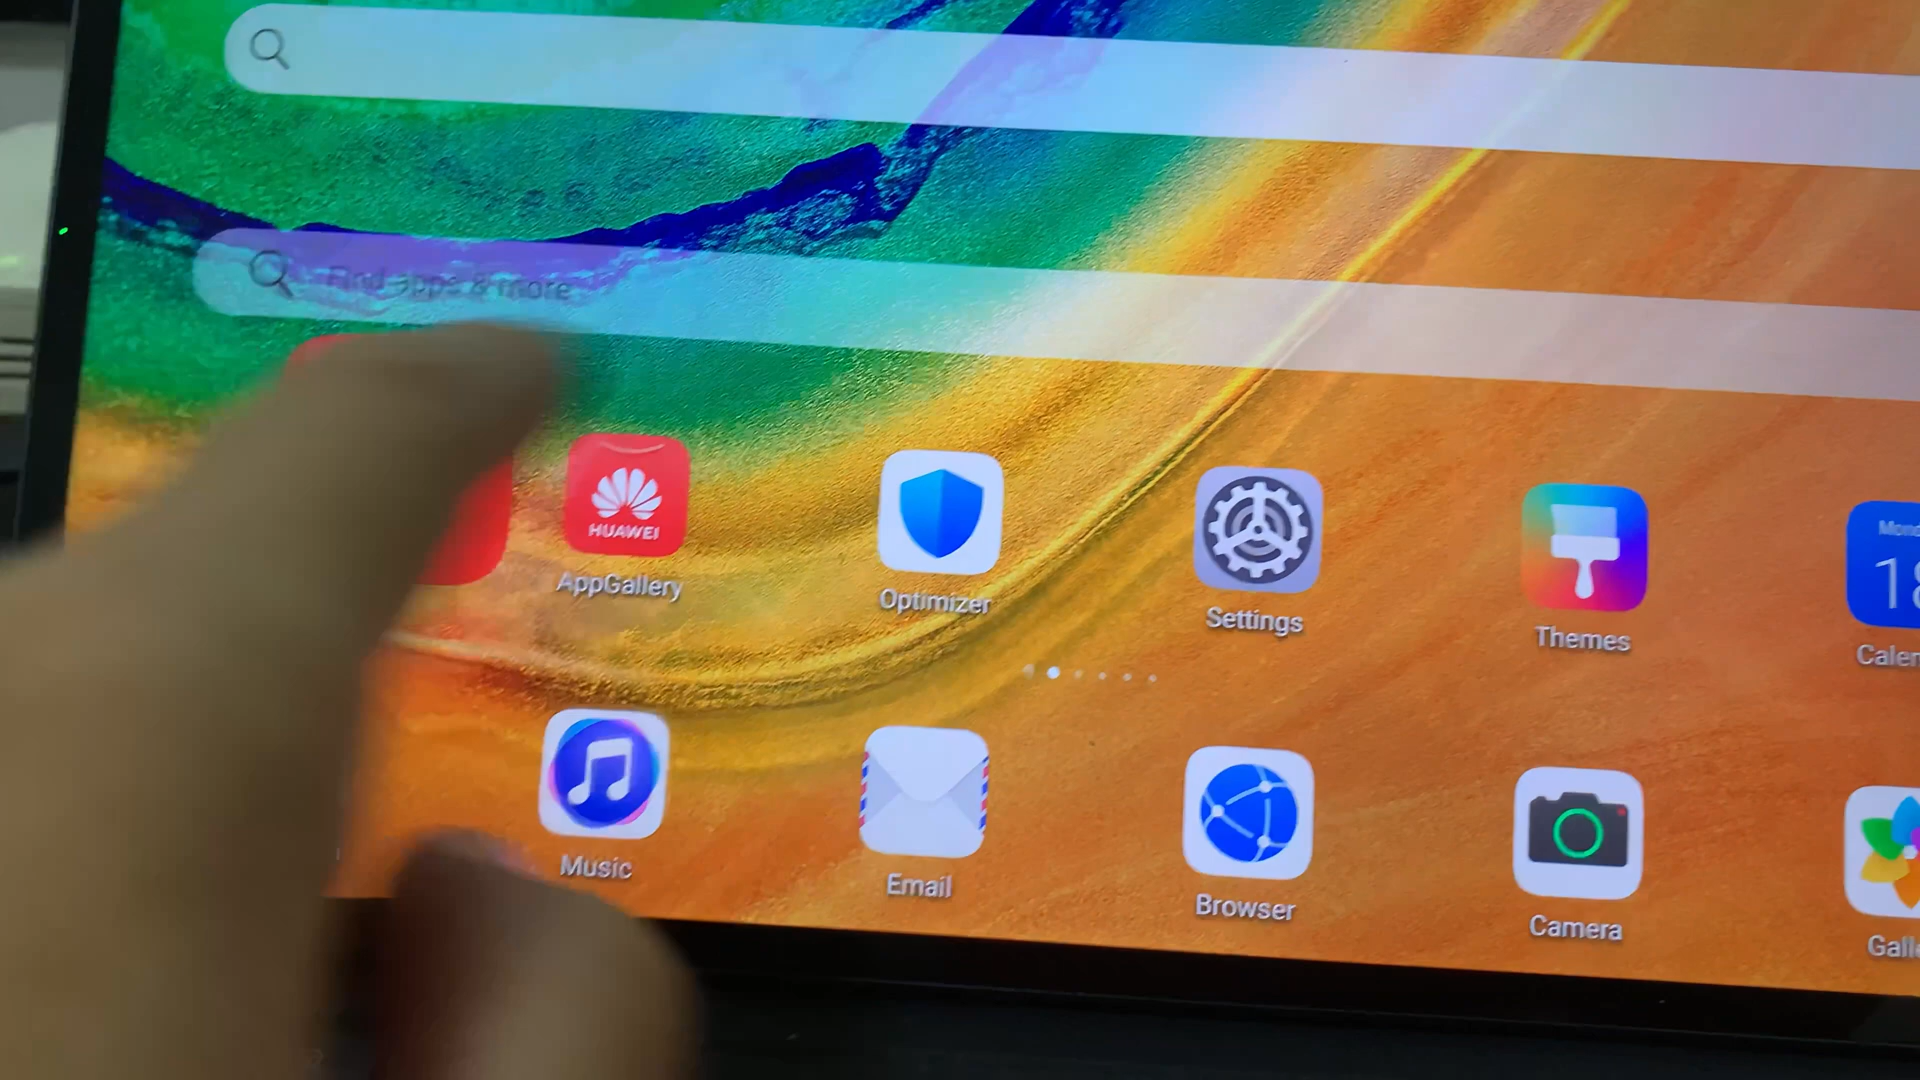 Find apps & more
HUAWEI
AppGallery
Optimizer
Settings
Themes
Music
Email
Browser
Camera